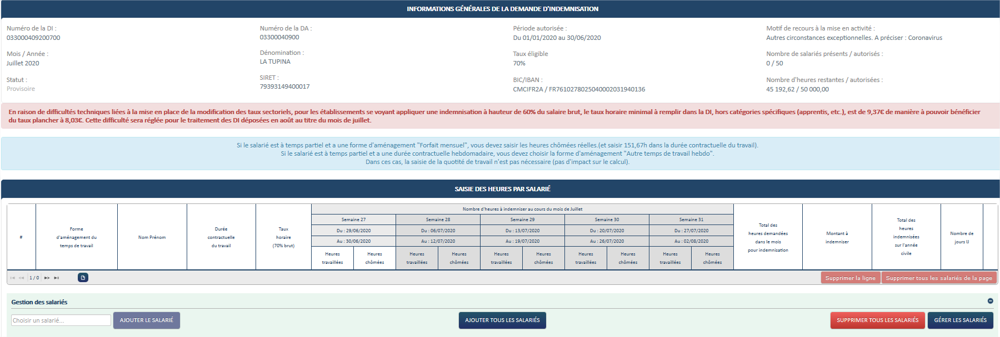 INFORMATIONS GÉNÉRALES DE LA DEMANDE D'INDEMNISATION
Numéro de la DI :
033000409200700
Numéro de la DA :
03300040900
Période autorisée :
Du 01/01/2020 au 30/06/2020
Motif de recours à la mise en activité :
Autres circonstances exceptionnelles. A préciser : Coronavirus
Mois / Année :
Juillet 2020
Dénomination :
LA TUPINA
Taux éligible
70%
Nombre de salariés présents / autorisés :
0 / 50
Statut :
Provisoire
SIRET :
79393149400017
BIC/IBAN :
CMCIFR2A / FR7610278025040002031940136
Nombre d'heures restantes / autorisées :
45 192,62 / 50 000,00
En raison de difficultés techniques liées à la mise en place de la modification des taux sectoriels, pour les établissements se voyant appliquer une indemnisation à hauteur de 60% du salaire brut, le taux horaire minimal à remplir dans la DI, hors catégories spécifiques (apprentis, etc.), est de 9,37€ de manière à pouvoir bénéficier
du taux plancher à 8,03€. Cette difficulté sera réglée pour le traitement des DI déposées en août au titre du mois de juillet.
Si le salarié est à temps partiel et a une forme d'aménagement "Forfait mensuel", vous devez saisir les heures chômées réelles.(et saisir 151,67h dans la durée contractuelle du travail).
Si le salarié est à temps partiel et a une durée contractuelle hebdomadaire, vous devez choisir la forme d'aménagement "Autre temps de travail hebdo".
Dans ces cas, la saisie de la quotité de travail n'est pas nécessaire (pas d'impact sur le calcul).
SAISIE DES HEURES PAR SALARIÉ
#
Forme
d'aménagement du
temps de travail
Nom Prénom
Durée
contractuelle
du travail
Taux
horaire
(70% brut)
Nombre d'heures à indemniser au cours du mois de Juillet
Semaine 27
Semaine 28
Semaine 29
Semaine 30
Semaine 31
Du : 29/06/2020
Du : 06/07/2020
Du : 13/07/2020
Du : 20/07/2020
Du : 27/07/2020
Au : 30/06/2020
Au : 12/07/2020
Au : 19/07/2020
Au : 26/07/2020
Au : 02/08/2020
Heures
travaillées
Heures
chômées
Heures
travaillées
Heures
chômées
Heures
travaillées
Heures
chômées
Heures
travaillées
Heures
chômées
Heures
travaillées
Heures
chômées
Total des
heures demandées
dans le mois
pour indemnisation
Montant à
indemniser
Total des
heures
indemnisées
sur l'année
civile
Nombre de
jours IJ
1 / 0
Supprimer la ligne
Supprimer tous les salariés de la page
Gestion des salariés
Choisir un salarié...
AJOUTER LE SALARIÉ
AJOUTER TOUS LES SALARIÉS
SUPPRIMER TOUS LES SALARIÉS
GÉRER LES SALARIÉS